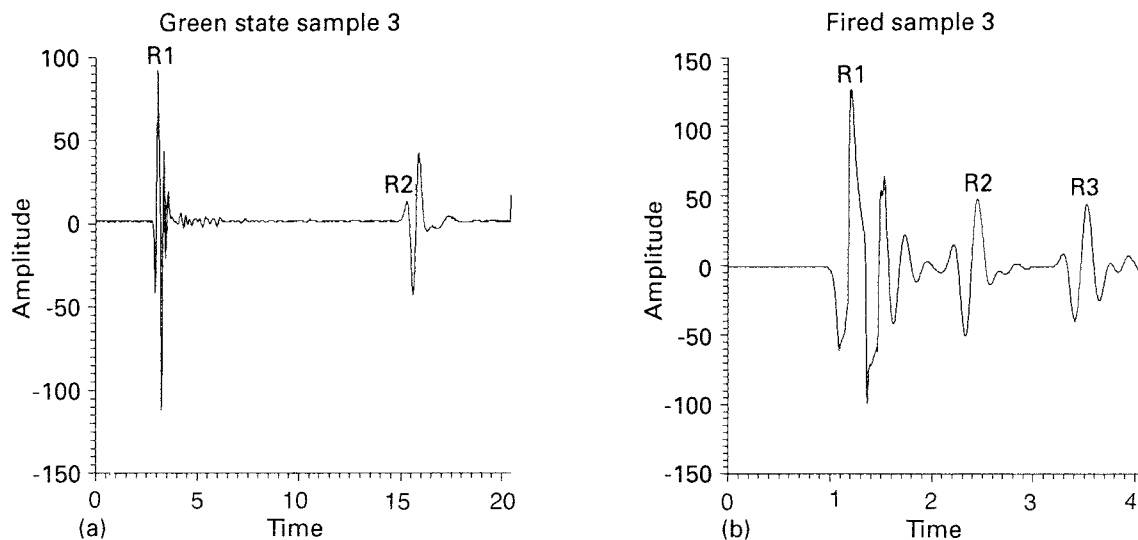 Green state sample 3
R1
R2
100
50
0
-50
-100
-150
Amplitude
0 5 10 15 20
(a) Time
Fired sample 3
R1
R2
R3
150
100
50
0
-50
-100
-150
Amplitude
0 1 2 3 4
(b) Time